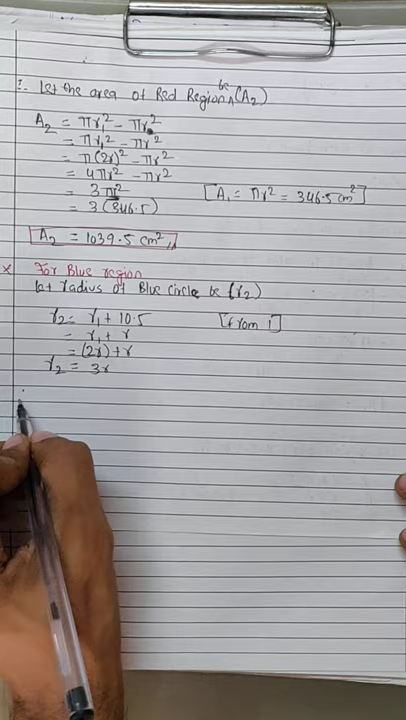 ∴ Let the area of Red Region be (A₂)
A₂ = πr₁² - πr²
= πr₁² - πr²
= π(2r)² - πr²
= 4πr² - πr²
= 3πr² [A₁ = πr² = 346.5 cm²]
= 3(346.5)
A₂ = 1039.5 cm²
× For Blue region
let radius of Blue circle be (r₂)
r₂ = r₁ + 10.5 [from 1]
= r₁ + r
= (2r) + r
r₂ = 3r
∴